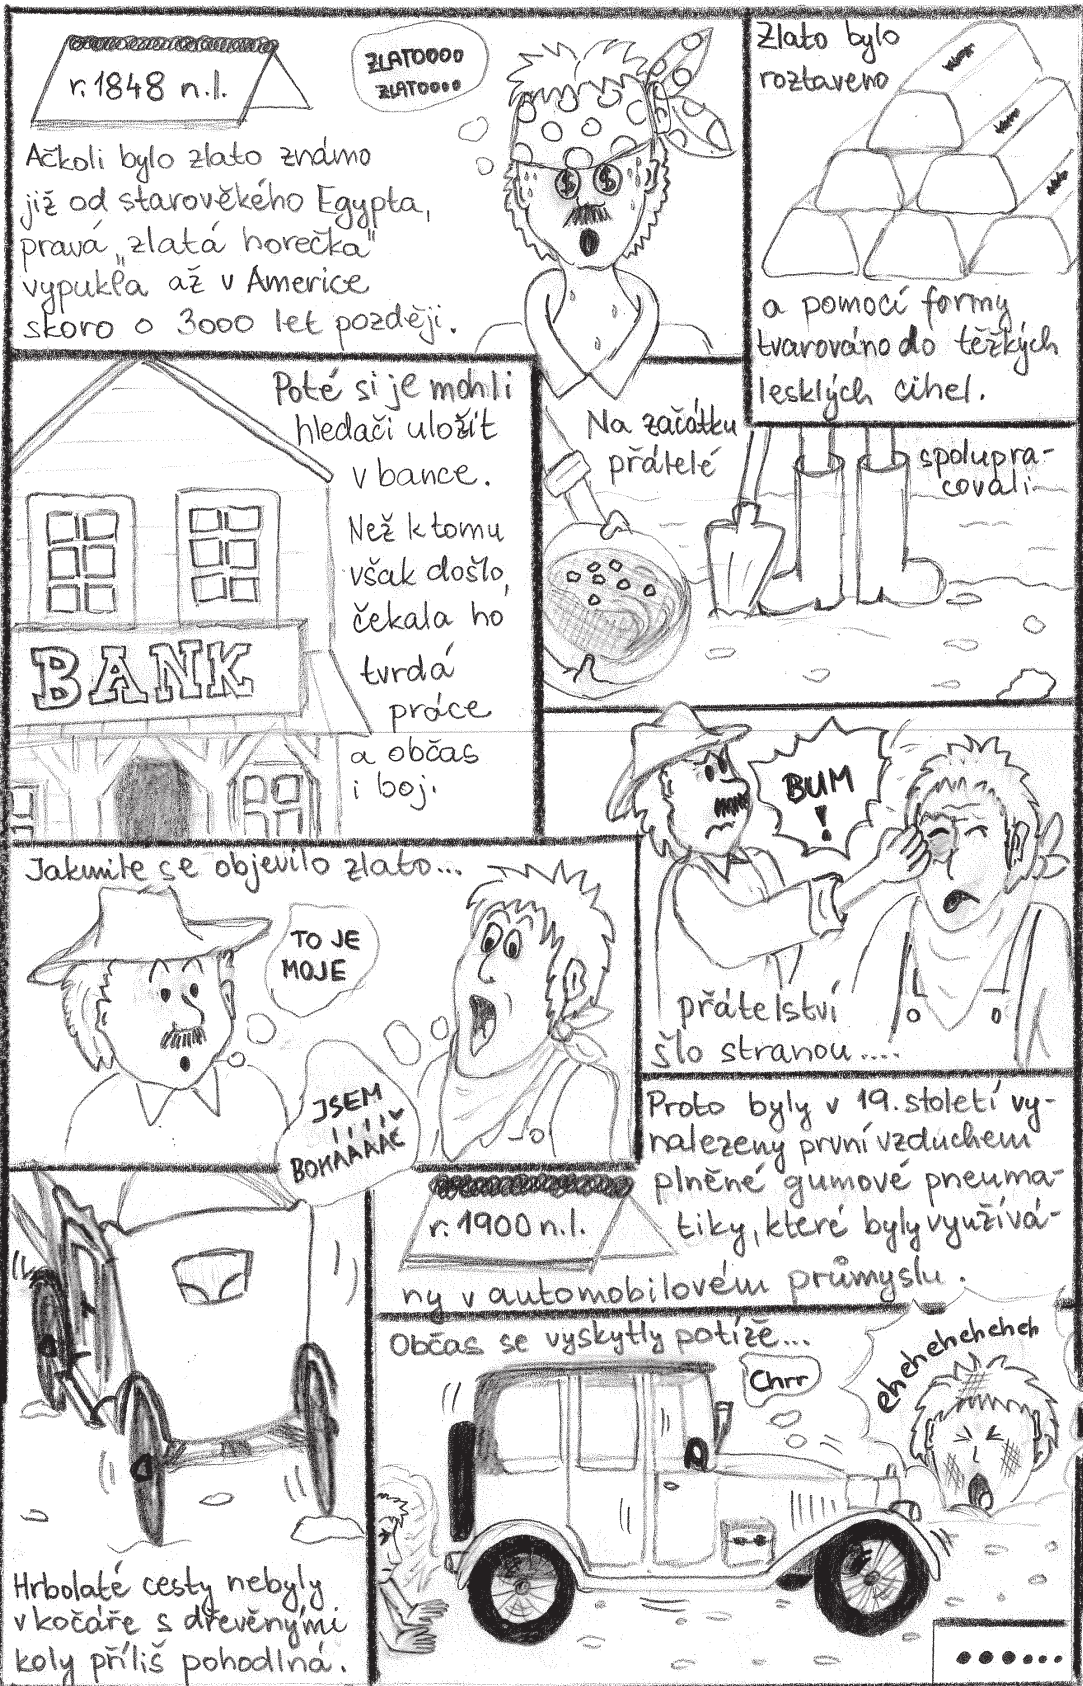 r. 1848 n.l.
ZLATOOOO
ZLATOOOO
Ačkoli bylo zlato známo
již od starověkého Egypta,
pravá „zlatá horečka"
vypukla až v Americe
skoro o 3000 let později.
Zlato bylo
roztaveno
a pomocí formy
tvarováno do těžkých
lesklých cihel.
Poté si je mohli
hledači uložit
v bance.
Než k tomu
však došlo,
čekala ho
tvrdá
práce
a občas
i boj.
BANK
Na začátku
přátelé
spolupra-
covali
Jakmile se objevilo zlato...
TO JE
MOJE
JSEM
BOHÁÁÁÁČ
BUM
!
přátelství
šlo stranou....
Hrbolaté cesty nebyly
v kočáře s dřevěnými
koly příliš pohodlná.
r. 1900 n.l.
Proto byly v 19. století vy-
nalezeny první vzduchem
plněné gumové pneuma-
tiky, které byly využívá-
ny v automobilovém průmyslu.
Občas se vyskytly potíže...
Chrr
eheheheheheh
......